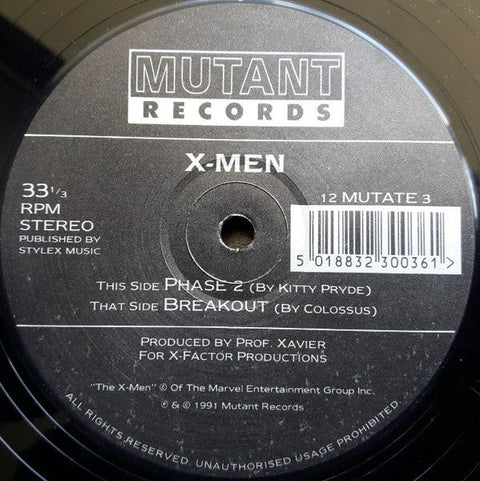 MUTANT
RECORDS
X-MEN
33 1/3
RPM
STEREO
PUBLISHED BY
STYLEX MUSIC
12 MUTATE 3
5 018832 300361 >
THIS SIDE PHASE 2 (BY KITTY PRYDE)
THAT SIDE BREAKOUT (BY COLOSSUS)
PRODUCED BY PROF. XAVIER
FOR X-FACTOR PRODUCTIONS
"The X-Men" © Of The Marvel Entertainment Group Inc.
℗ & © 1991 Mutant Records
ALL RIGHTS RESERVED. UNAUTHORISED USAGE PROHIBITED.